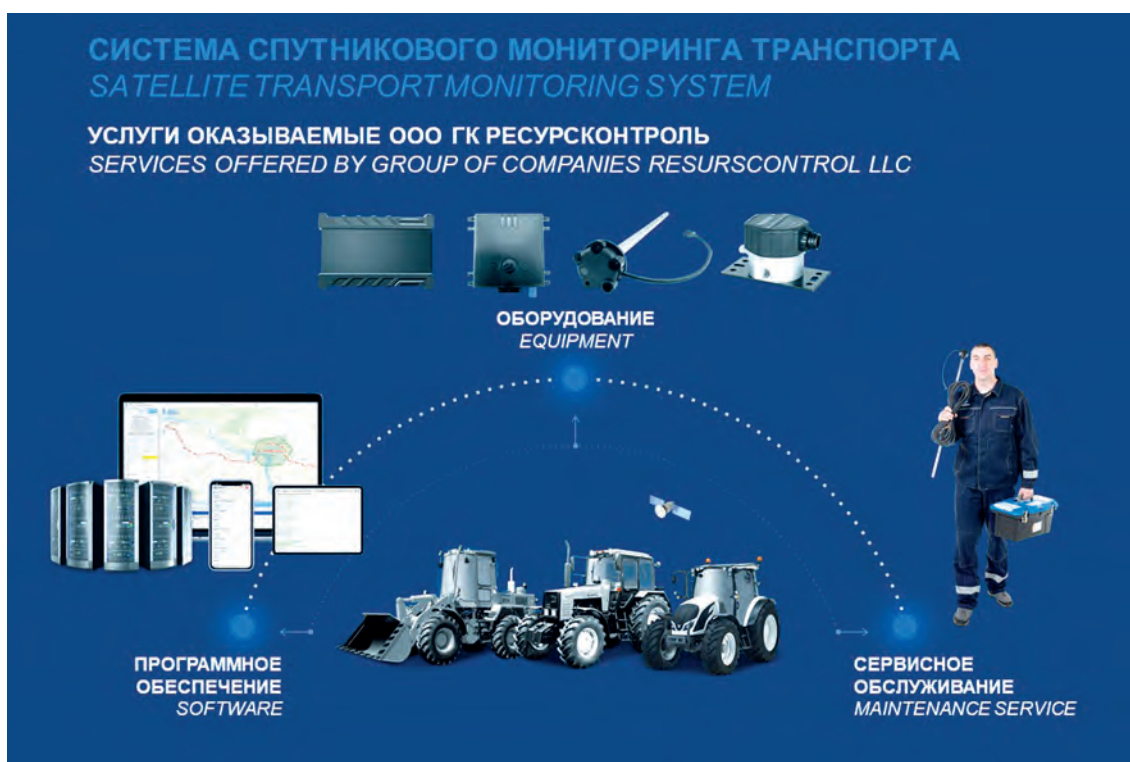 СИСТЕМА СПУТНИКОВОГО МОНИТОРИНГА ТРАНСПОРТА
SATELLITE TRANSPORT MONITORING SYSTEM
УСЛУГИ ОКАЗЫВАЕМЫЕ ООО ГК РЕСУРСКОНТРОЛЬ
SERVICES OFFERED BY GROUP OF COMPANIES RESURSCONTROL LLC
ОБОРУДОВАНИЕ
EQUIPMENT
ПРОГРАММНОЕ
ОБЕСПЕЧЕНИЕ
SOFTWARE
СЕРВИСНОЕ
ОБСЛУЖИВАНИЕ
MAINTENANCE SERVICE